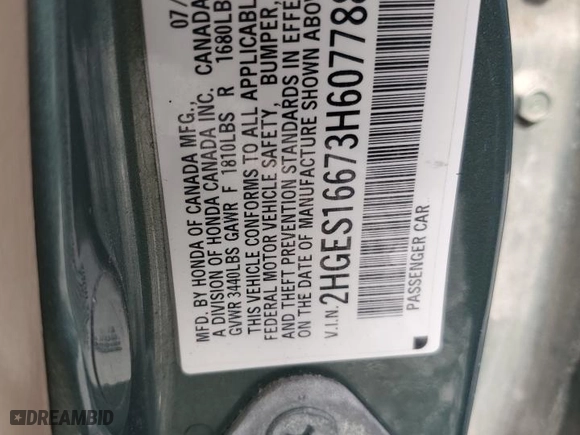 MFD. BY HONDA OF CANADA MFG., 07/
A DIVISION OF HONDA CANADA INC. CANADA
GVWR 3440LBS GAWR F 1810LBS R 1680LBS
THIS VEHICLE CONFORMS TO ALL APPLICABLE
FEDERAL MOTOR VEHICLE SAFETY, BUMPER,
AND THEFT PREVENTION STANDARDS IN EFFE
ON THE DATE OF MANUFACTURE SHOWN ABOV
V.I.N. 2HGES16673H60778
PASSENGER CAR
DREAMBID